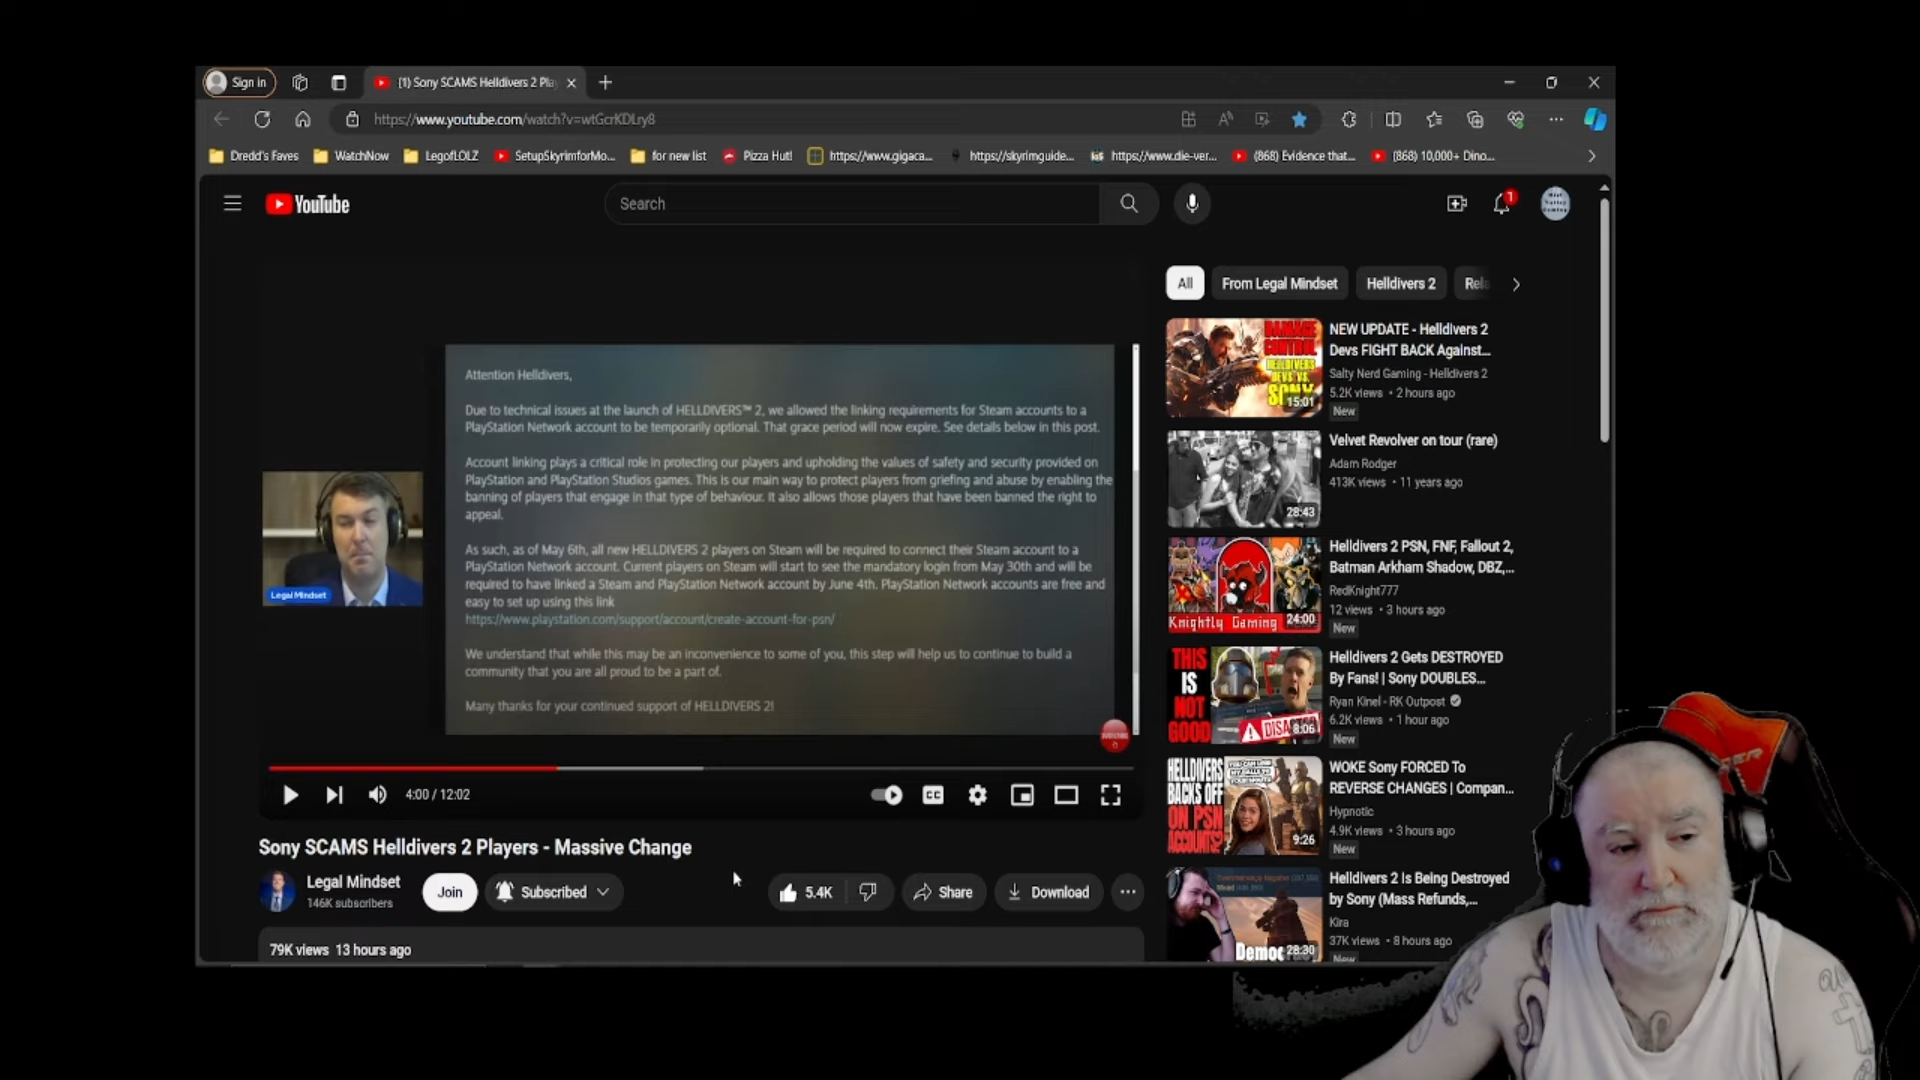 Sign in
(1) Sony SCAMS Helldivers 2 Pla
https://www.youtube.com/watch?v=wtGcrKDLry8
Dredd's Faves
WatchNow
LegofLOLZ
SetupSkyrimforMo...
for new list
Pizza Hut!
https://www.gigaca...
https://skyrimguide...
https://www.die-ver...
(868) Evidence that...
(868) 10,000+ Dino...
YouTube
Search
1
All
From Legal Mindset
Helldivers 2
Rela
Attention Helldivers,
Due to technical issues at the launch of HELLDIVERS™ 2, we allowed the linking requirements for Steam accounts to a
PlayStation Network account to be temporarily optional. That grace period will now expire. See details below in this post.
Account linking plays a critical role in protecting our players and upholding the values of safety and security provided on
PlayStation and PlayStation Studios games. This is our main way to protect players from griefing and abuse by enabling the
banning of players that engage in that type of behaviour. It also allows those players that have been banned the right to
appeal.
As such, as of May 6th, all new HELLDIVERS 2 players on Steam will be required to connect their Steam account to a
PlayStation Network account. Current players on Steam will start to see the mandatory login from May 30th and will be
required to have linked a Steam and PlayStation Network account by June 4th. PlayStation Network accounts are free and
easy to set up using this link
https://www.playstation.com/support/account/create-account-for-psn/
We understand that while this may be an inconvenience to some of you, this step will help us to continue to build a
community that you are all proud to be a part of.
Many thanks for your continued support of HELLDIVERS 2!
Legal Mindset
4:00 / 12:02
CC
Sony SCAMS Helldivers 2 Players - Massive Change
Legal Mindset
146K subscribers
Join
Subscribed
5.4K
Share
Download
79K views 13 hours ago
DAMAGE
CONTROL
HELLDIVERS
DEVS VS.
SONY
15:01
NEW UPDATE - Helldivers 2
Devs FIGHT BACK Against...
Salty Nerd Gaming - Helldivers 2
5.2K views • 2 hours ago
New
28:43
Velvet Revolver on tour (rare)
Adam Rodger
413K views • 11 years ago
Knightly Gaming
24:00
Helldivers 2 PSN, FNF, Fallout 2,
Batman Arkham Shadow, DBZ,...
RedKnight777
12 views • 3 hours ago
New
THIS
IS
NOT
GOOD
DISA
8:06
Helldivers 2 Gets DESTROYED
By Fans! | Sony DOUBLES...
Ryan Kinel - RK Outpost
6.2K views • 1 hour ago
New
HELLDIVERS
BACKS OFF
ON PSN
ACCOUNTS
9:26
WOKE Sony FORCED To
REVERSE CHANGES | Compan...
Hypnotic
4.9K views • 3 hours ago
New
Democ
28:30
Helldivers 2 Is Being Destroyed
by Sony (Mass Refunds,...
Kira
37K views • 8 hours ago
New